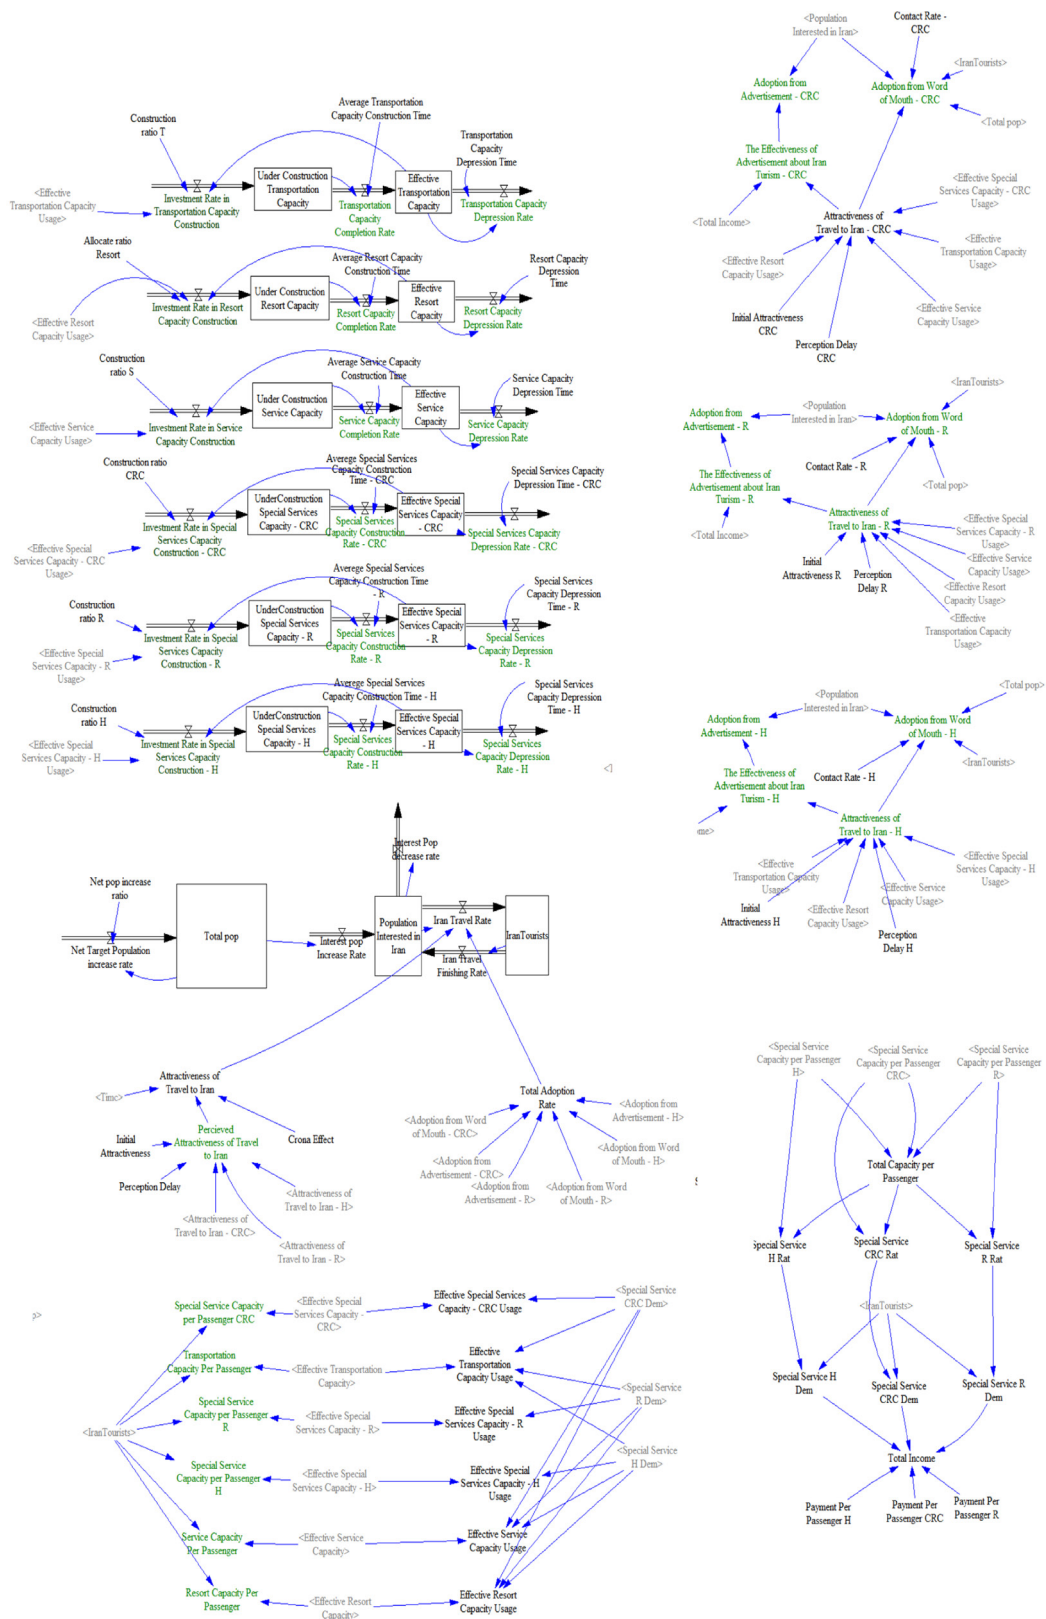 Construction
ratio T
Average Transportation
Capacity Construction Time
Transportation
Capacity
Depression Time
<Effective
Transportation Capacity
Usage>
Investment Rate in
Transportation Capacity
Construction
Under Construction
Transportation
Capacity
Transportation
Capacity
Completion Rate
Effective
Transportation
Capacity
Transportation Capacity
Depression Rate
Allocate ratio
Resort
Average Resort Capacity
Construction Time
Resort Capacity
Depression
Time
<Effective Resort
Capacity Usage>
Investment Rate in Resort
Capacity Construction
Under Construction
Resort Capacity
Resort Capacity
Completion Rate
Effective
Resort
Capacity
Resort Capacity
Depression Rate
Construction
ratio S
Average Service Capacity
Construction Time
Service Capacity
Depression Time
<Effective Service
Capacity Usage>
Investment Rate in Service
Capacity Construction
Under Construction
Service Capacity
Service Capacity
Completion Rate
Effective
Service
Capacity
Service Capacity
Depression Rate
Construction ratio
CRC
Averege Special Services
Capacity Construction
Time - CRC
Special Services Capacity
Depression Time - CRC
<Effective Special
Services Capacity - CRC
Usage>
Investment Rate in Special
Services Capacity
Construction - CRC
UnderConstruction
Special Services
Capacity - CRC
Special Services
Capacity Construction
Rate - CRC
Effective Special
Services Capacity
- CRC
Special Services Capacity
Depression Rate - CRC
Construction
ratio R
Averege Special Services
Capacity Construction Time
- R
Special Services
Capacity Depression
Time - R
<Effective Special
Services Capacity - R
Usage>
Investment Rate in Special
Services Capacity
Construction - R
UnderConstruction
Special Services
Capacity - R
Special Services
Capacity Construction
Rate - R
Effective Special
Services Capacity
- R
Special Services
Capacity Depression
Rate - R
Construction
ratio H
Averege Special Services
Capacity Construction Time - H
Special Services
Capacity Depression
Time - H
<Effective Special
Services Capacity - H
Usage>
Investment Rate in Special
Services Capacity
Construction - H
UnderConstruction
Special Services
Capacity - H
Special Services
Capacity Construction
Rate - H
Effective Special
Services Capacity
- H
Special Services
Capacity Depression
Rate - H
Net pop increase
ratio
Net Target Population
increase rate
Total pop
Interest pop
Increase Rate
Interest Pop
decrease rate
Population
Interested in
Iran
Iran Travel Rate
Iran Travel
Finishing Rate
IranTourists
Attractiveness of
Travel to Iran
<Time>
Percieved
Attractiveness of Travel
to Iran
Initial
Attractiveness
Perception Delay
Crona Effect
<Attractiveness of
Travel to Iran - H>
<Attractiveness of
Travel to Iran - CRC>
<Attractiveness of
Travel to Iran - R>
Total Adoption
Rate
<Adoption from
Advertisement - H>
<Adoption from Word
of Mouth - CRC>
<Adoption from Word
of Mouth - H>
<Adoption from
Advertisement - CRC>
<Adoption from
Advertisement - R>
<Adoption from Word
of Mouth - R>
Special Service Capacity
per Passenger CRC
<Effective Special
Services Capacity -
CRC>
Effective Special Services
Capacity - CRC Usage
<Special Service
CRC Dem>
Transportation
Capacity Per Passenger
<Effective Transportation
Capacity>
Effective
Transportation
Capacity Usage
Special Service
Capacity per Passenger
R
<Effective Special
Services Capacity - R>
Effective Special
Services Capacity - R
Usage
<Special Service
R Dem>
<IranTourists>
Special Service
Capacity per Passenger
H
<Effective Special
Services Capacity - H>
Effective Special
Services Capacity - H
Usage
<Special Service
H Dem>
Service Capacity
Per Passenger
<Effective Service
Capacity>
Effective Service
Capacity Usage
Resort Capacity Per
Passenger
<Effective Resort
Capacity>
Effective Resort
Capacity Usage
<Population
Interested in Iran>
Contact Rate -
CRC
<IranTourists>
Adoption from
Advertisement - CRC
Adoption from Word
of Mouth - CRC
<Total pop>
The Effectiveness of
Advertisement about Iran
Turism - CRC
<Effective Special
Services Capacity - CRC
Usage>
<Total Income>
Attractiveness of
Travel to Iran - CRC
<Effective
Transportation Capacity
Usage>
<Effective Resort
Capacity Usage>
<Effective Service
Capacity Usage>
Initial Attractiveness
CRC
Perception Delay
CRC
<IranTourists>
Adoption from
Advertisement - R
<Population
Interested in Iran>
Adoption from Word
of Mouth - R
Contact Rate - R
<Total pop>
The Effectiveness of
Advertisement about Iran
Turism - R
<Total Income>
Attractiveness of
Travel to Iran - R
<Effective Special
Services Capacity - R
Usage>
<Effective Service
Capacity Usage>
Initial
Attractiveness R
Perception
Delay R
<Effective Resort
Capacity Usage>
<Effective
Transportation Capacity
Usage>
<Total pop>
<Population
Interested in Iran>
Adoption from
Advertisement - H
Adoption from Word
of Mouth - H
<IranTourists>
Contact Rate - H
The Effectiveness of
Advertisement about Iran
Turism - H
ome>
Attractiveness of
Travel to Iran - H
<Effective
Transportation Capacity
Usage>
<Effective Special
Services Capacity - H
Usage>
<Effective Service
Capacity Usage>
Initial
Attractiveness H
<Effective Resort
Capacity Usage>
Perception
Delay H
<Special Service
Capacity per Passenger
H>
<Special Service
Capacity per Passenger
CRC>
<Special Service
Capacity per Passenger
R>
Total Capacity per
Passenger
Special Service
H Rat
Special Service
CRC Rat
Special Service
R Rat
<IranTourists>
Special Service H
Dem
Special Service
CRC Dem
Special Service R
Dem
Total Income
Payment Per
Passenger H
Payment Per
Passenger CRC
Payment Per
Passenger R